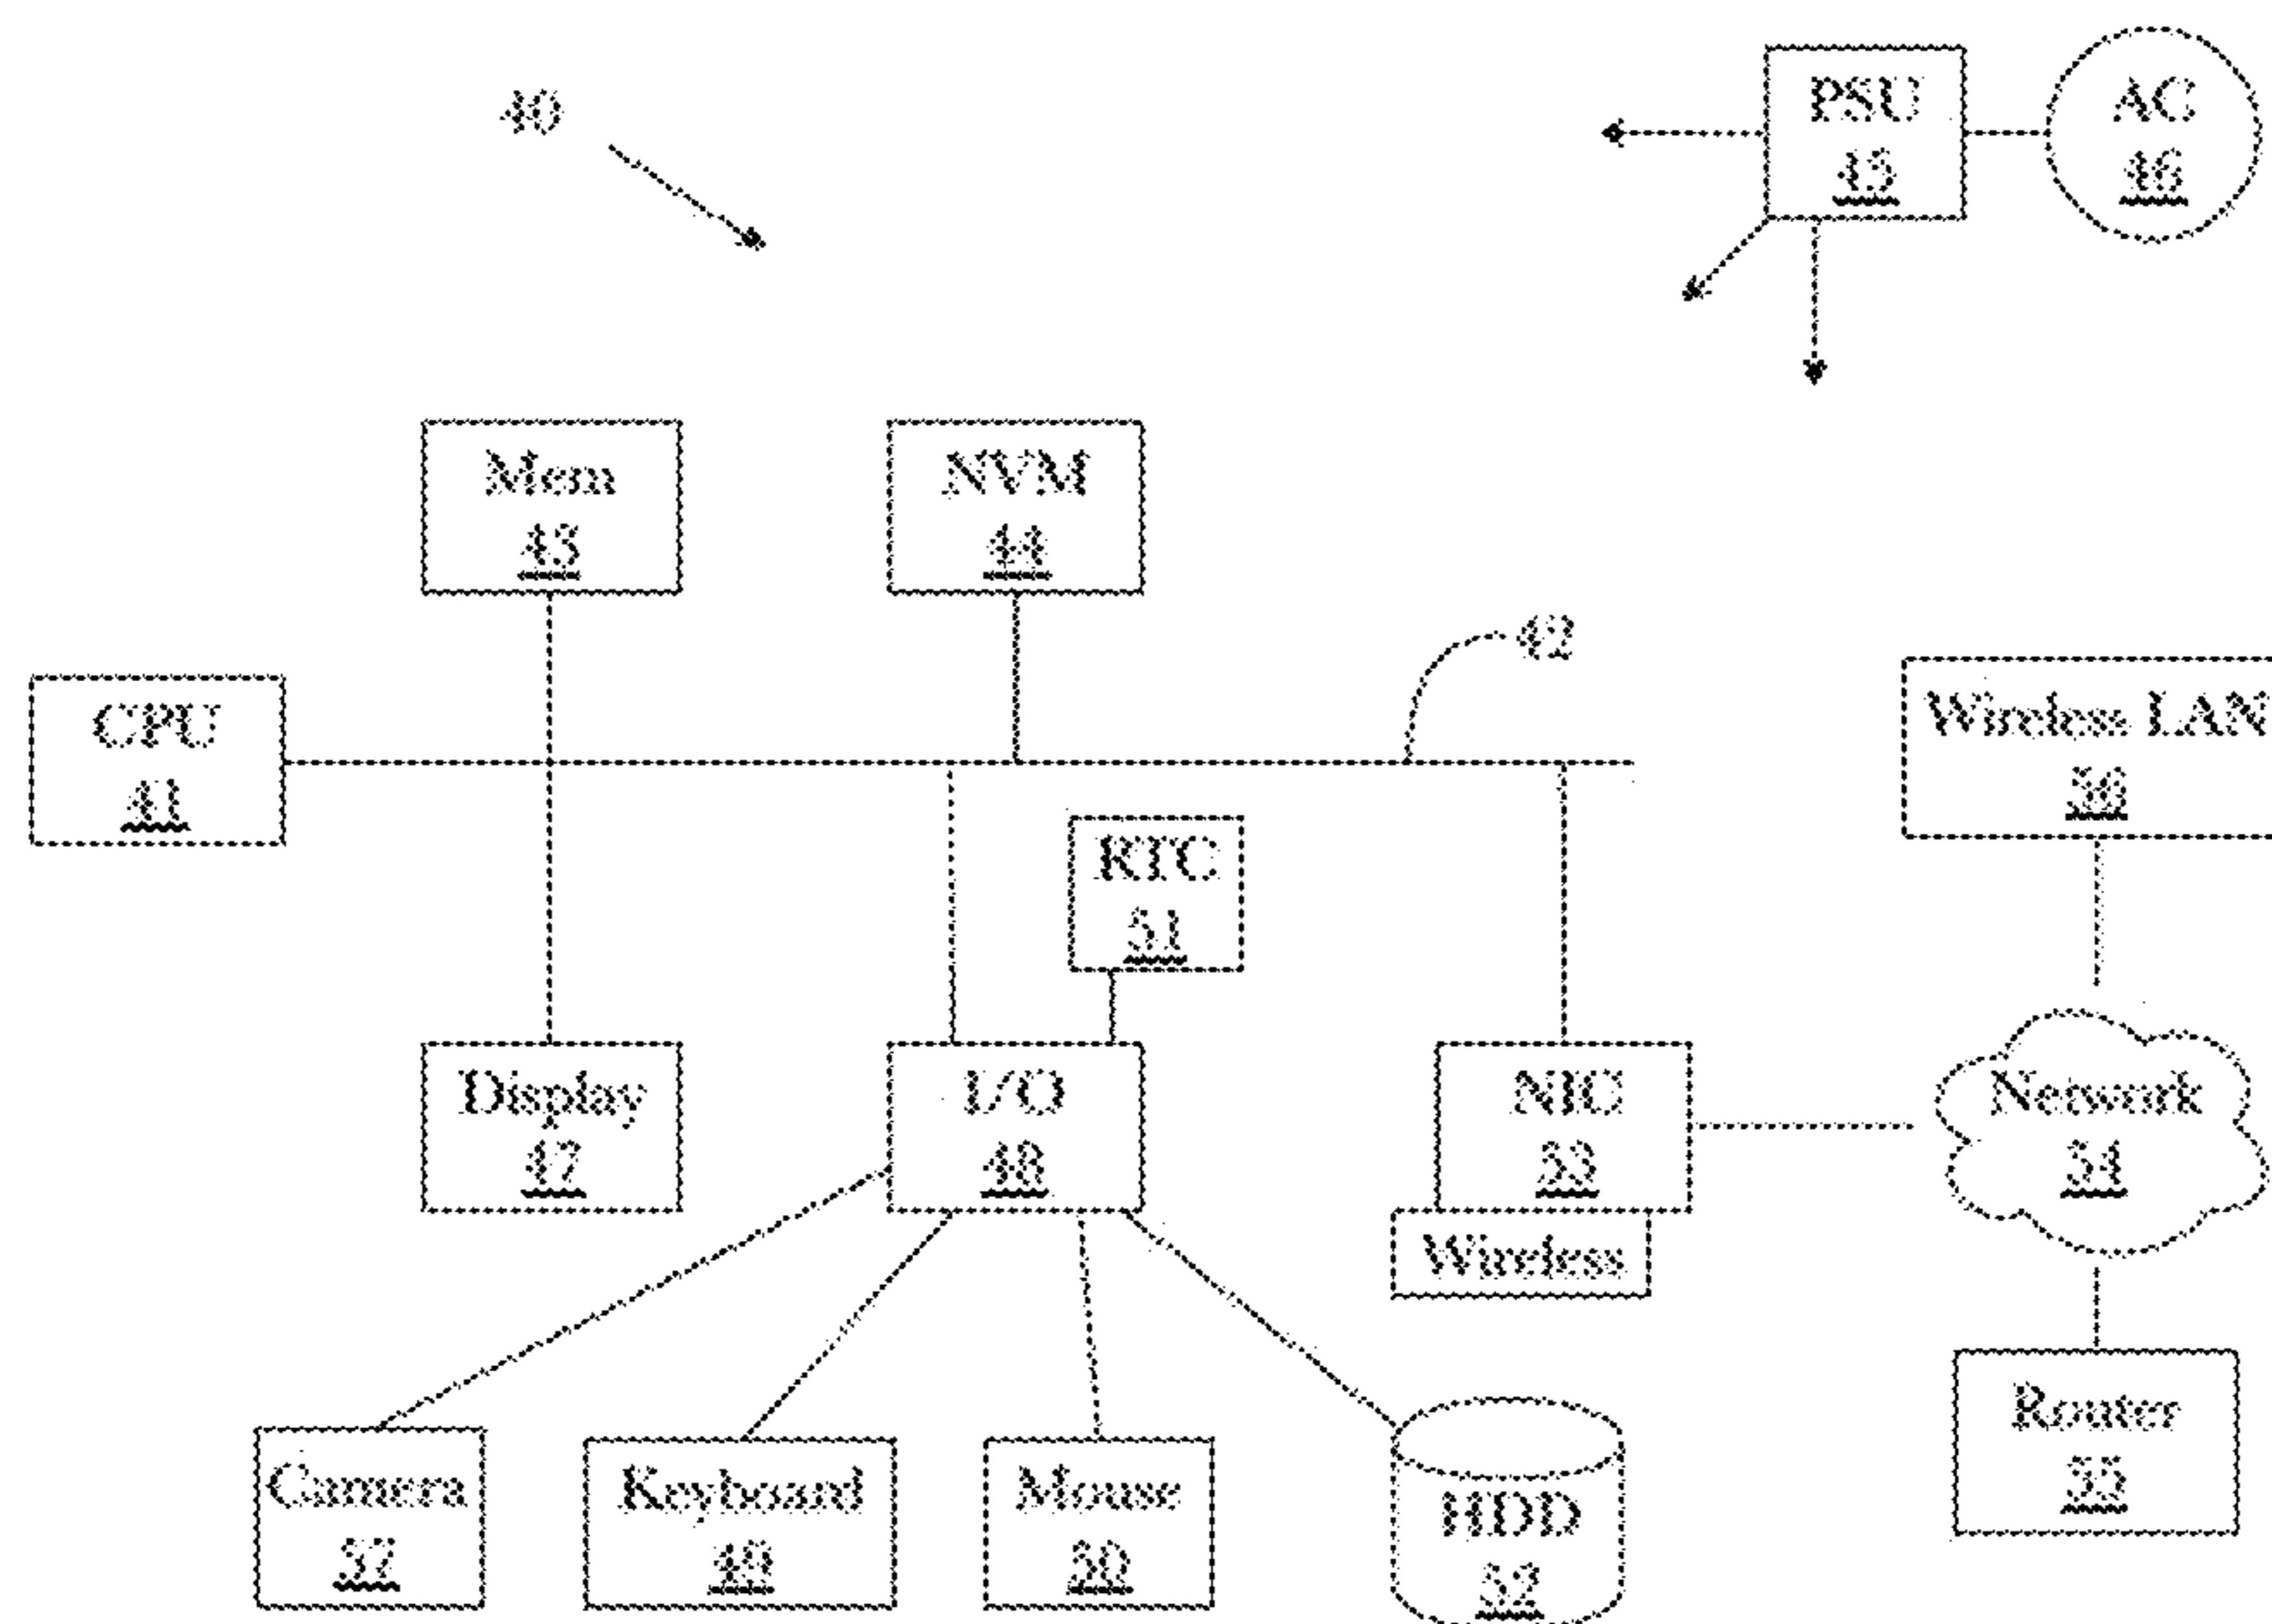 40
PSU
45
AC
46
Mem
43
NVM
44
42
CPU
41
Wireless LAN
56
RTC
51
Display
47
I/O
48
NIC
53
Wireless
Network
54
Camera
57
Keyboard
49
Mouse
50
HDD
52
Router
55